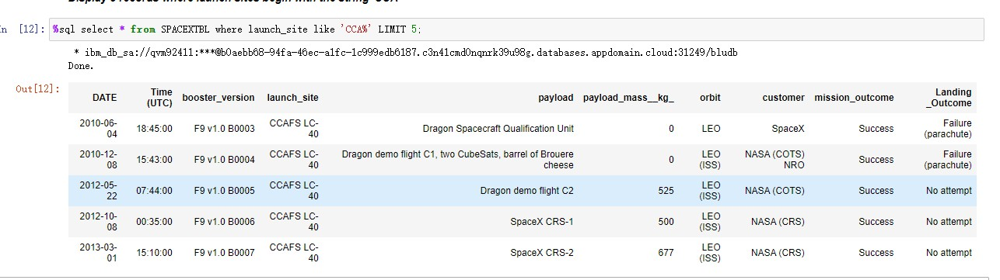 Display 5 records where launch sites begin with the string 'CCA'
In [12]: %sql select * from SPACEXTBL where launch_site like 'CCA%' LIMIT 5;
* ibm_db_sa://qvm92411:***@b0aebb68-94fa-46ec-a1fc-1c999edb6187.c3n41cmd0nqnrk39u98g.databases.appdomain.cloud:31249/bludb
Done.
Out[12]:
DATE Time (UTC) booster_version launch_site payload payload_mass__kg_ orbit customer mission_outcome Landing _Outcome
2010-06-04 18:45:00 F9 v1.0 B0003 CCAFS LC-40 Dragon Spacecraft Qualification Unit 0 LEO SpaceX Success Failure (parachute)
2010-12-08 15:43:00 F9 v1.0 B0004 CCAFS LC-40 Dragon demo flight C1, two CubeSats, barrel of Brouere cheese 0 LEO (ISS) NASA (COTS) NRO Success Failure (parachute)
2012-05-22 07:44:00 F9 v1.0 B0005 CCAFS LC-40 Dragon demo flight C2 525 LEO (ISS) NASA (COTS) Success No attempt
2012-10-08 00:35:00 F9 v1.0 B0006 CCAFS LC-40 SpaceX CRS-1 500 LEO (ISS) NASA (CRS) Success No attempt
2013-03-01 15:10:00 F9 v1.0 B0007 CCAFS LC-40 SpaceX CRS-2 677 LEO (ISS) NASA (CRS) Success No attempt